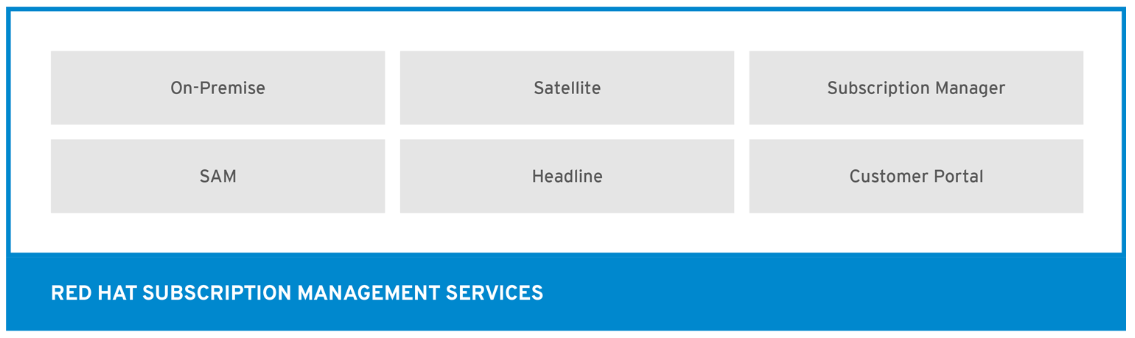 On-Premise
Satellite
Subscription Manager
SAM
Headline
Customer Portal
RED HAT SUBSCRIPTION MANAGEMENT SERVICES